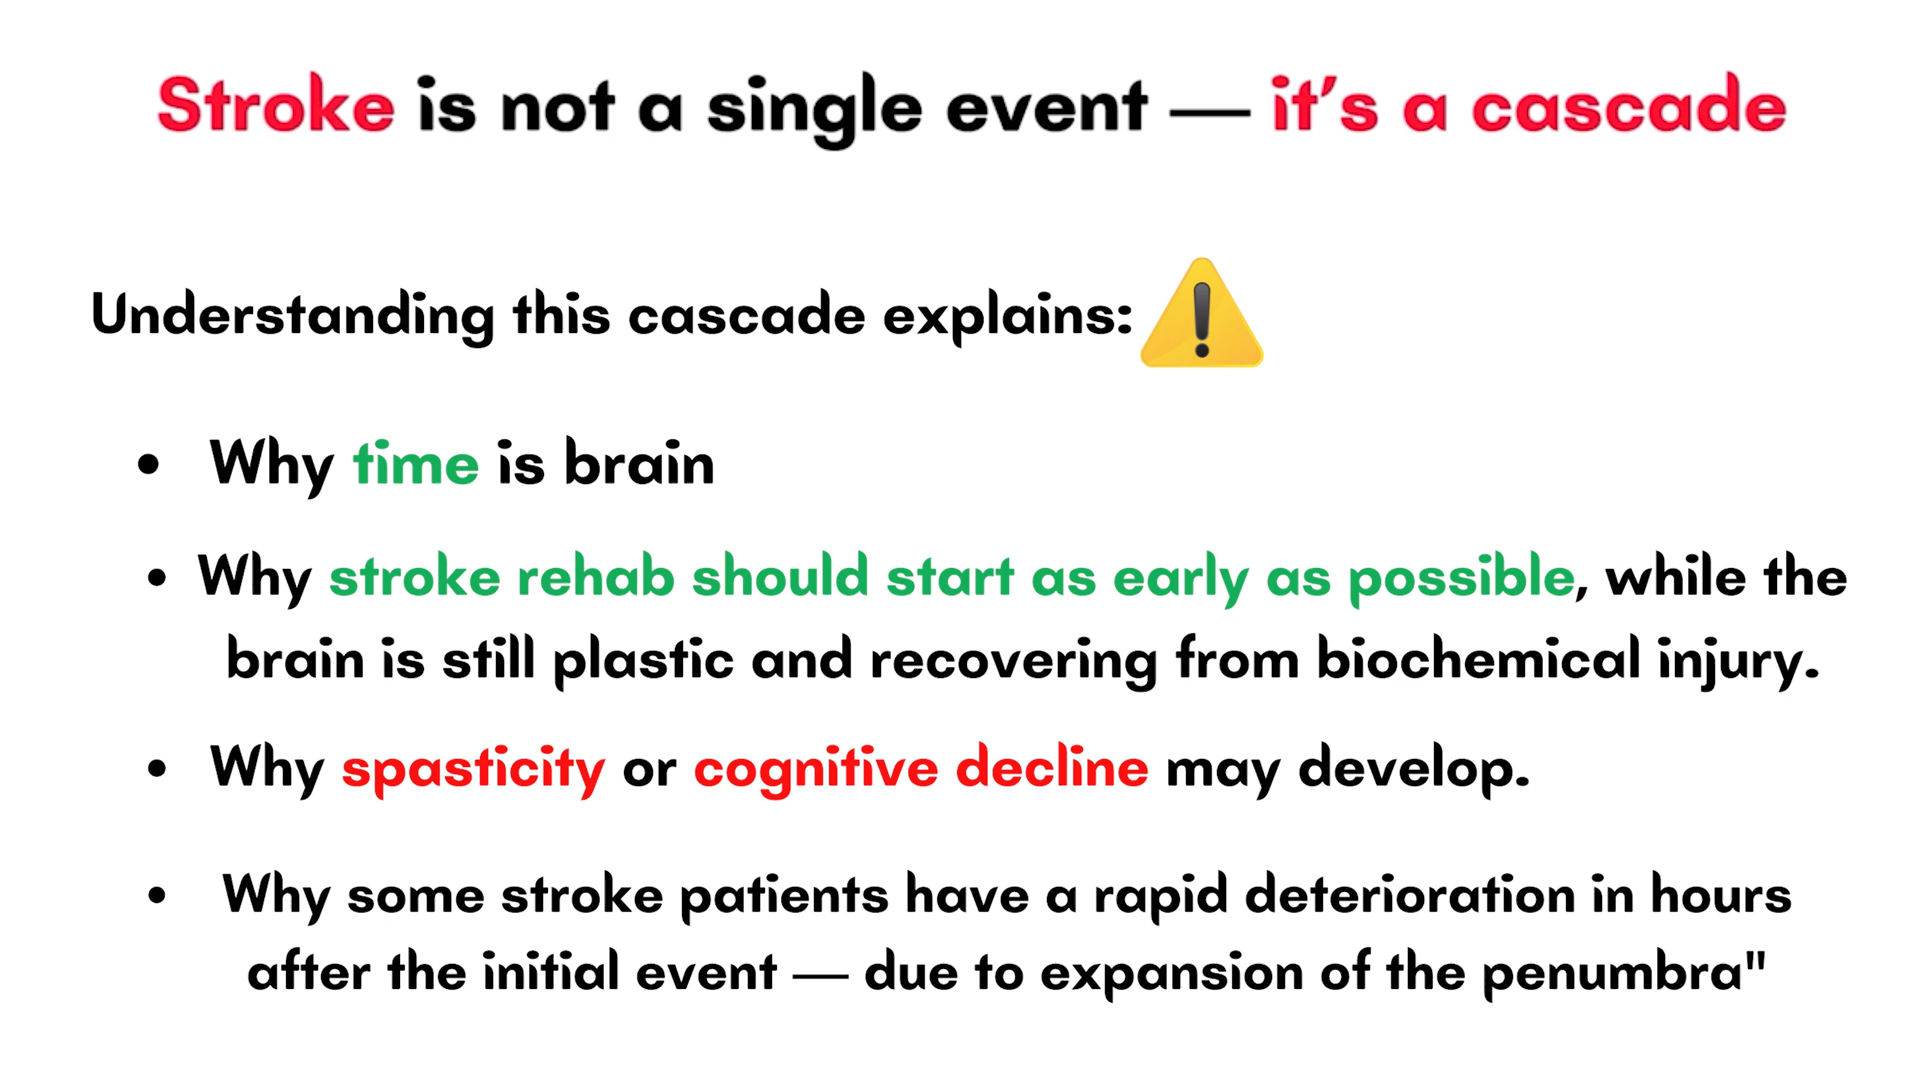 Stroke is not a single event — it's a cascade
Understanding this cascade explains:
• Why time is brain
• Why stroke rehab should start as early as possible, while the
brain is still plastic and recovering from biochemical injury.
• Why spasticity or cognitive decline may develop.
• Why some stroke patients have a rapid deterioration in hours
after the initial event — due to expansion of the penumbra"